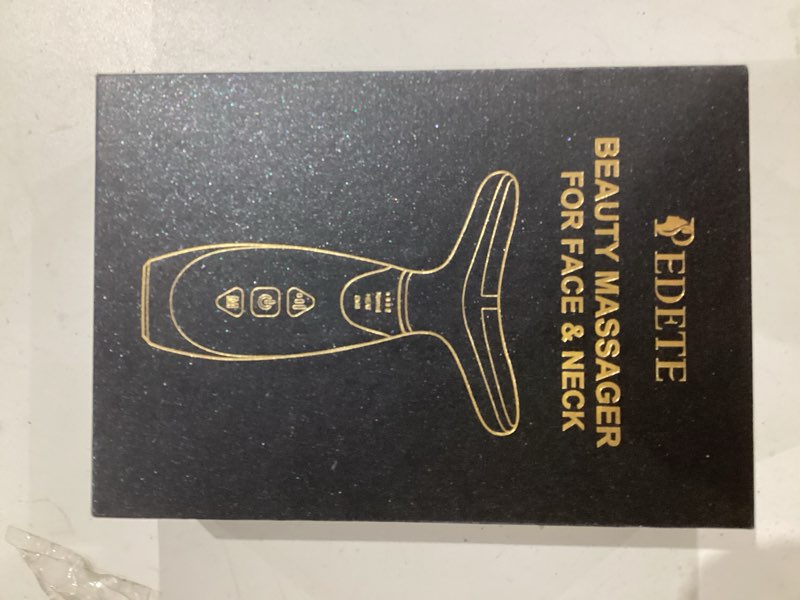 PEDETE
BEAUTY MASSAGER
FOR FACE & NECK